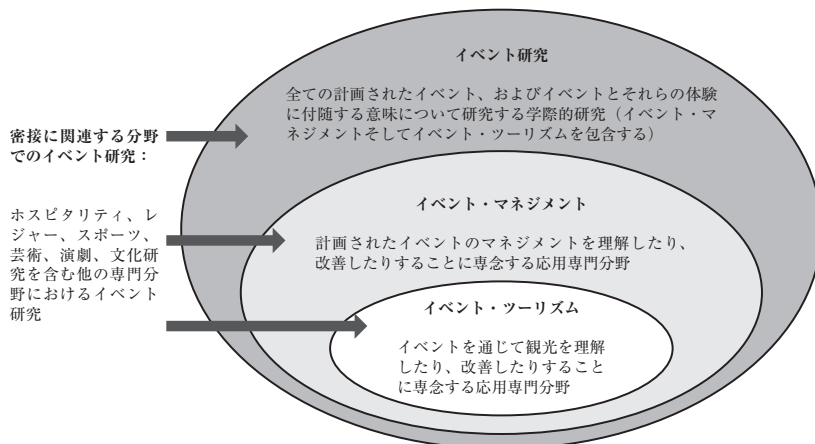 イベント研究
全ての計画されたイベント、およびイベントとそれらの体験
に付随する意味について研究する学際的研究（イベント・マ
ネジメントそしてイベント・ツーリズムを包含する）
密接に関連する分野
でのイベント研究：
ホスピタリティ、レ
ジャー、スポーツ、
芸術、演劇、文化研
究を含む他の専門分
野におけるイベント
研究
イベント・マネジメント
計画されたイベントのマネジメントを理解したり、
改善したりすることに専念する応用専門分野
イベント・ツーリズム
イベントを通じて観光を理解
したり、改善したりすること
に専念する応用専門分野